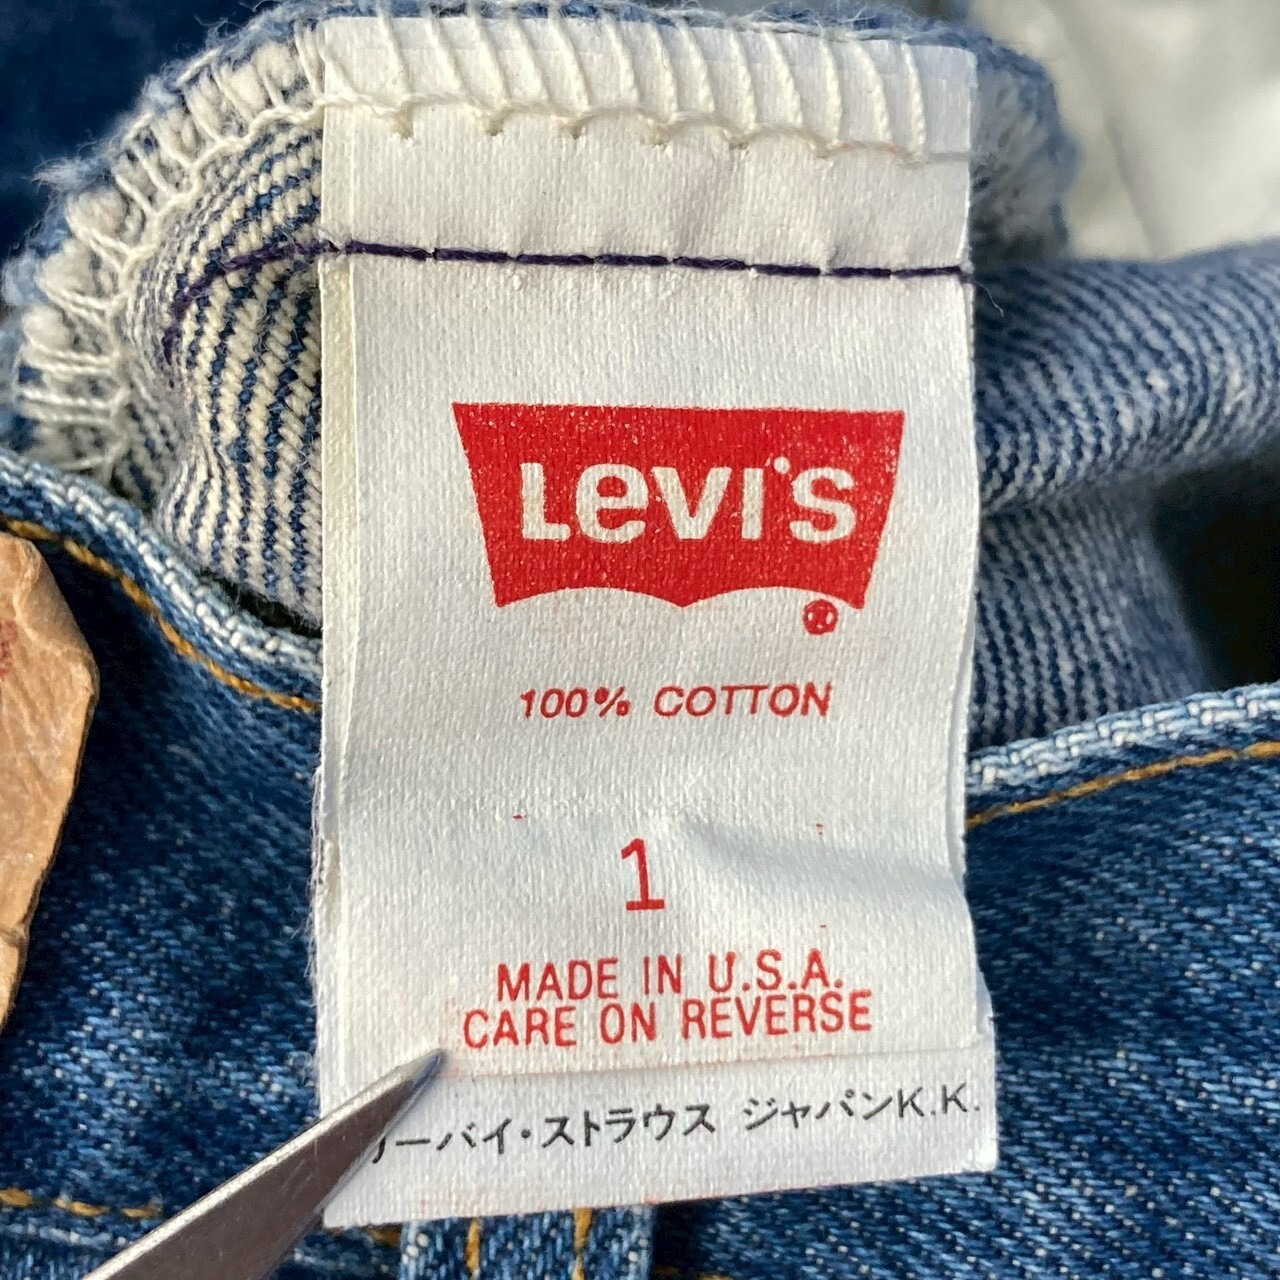 Levi's
®
100% COTTON
1
MADE IN U.S.A.
CARE ON REVERSE
リーバイ・ストラウス ジャパンK.K.